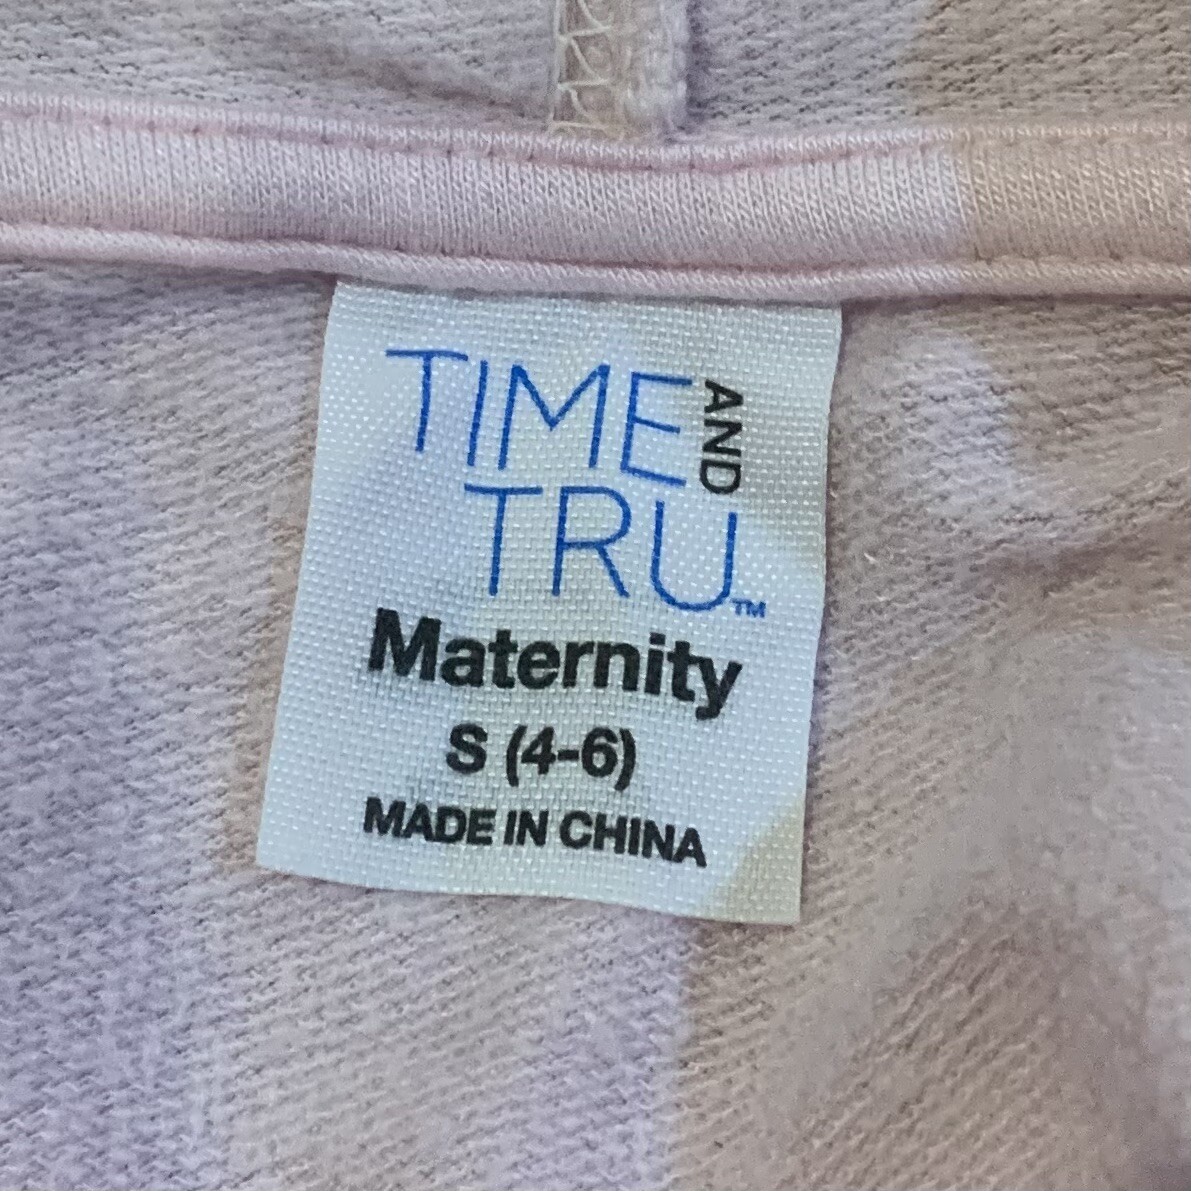 TIME AND
TRU™
Maternity
S (4-6)
MADE IN CHINA